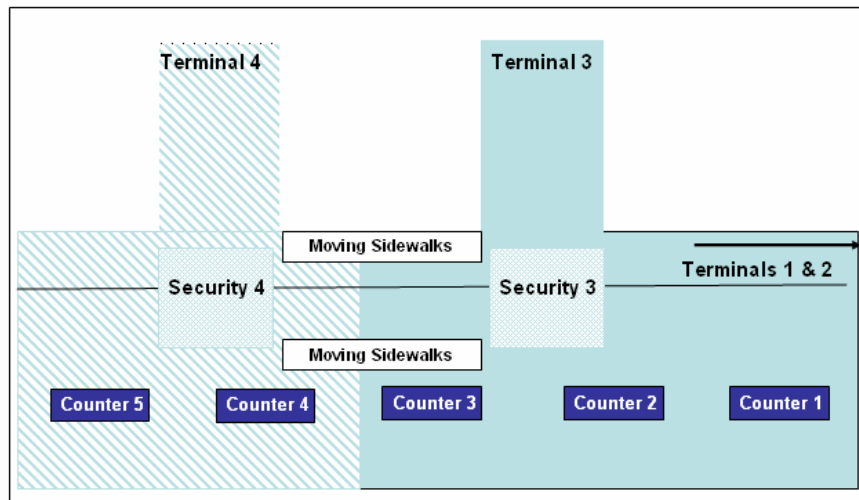 Terminal 4
Terminal 3
Moving Sidewalks
Terminals 1 & 2
Security 4
Security 3
Moving Sidewalks
Counter 5
Counter 4
Counter 3
Counter 2
Counter 1